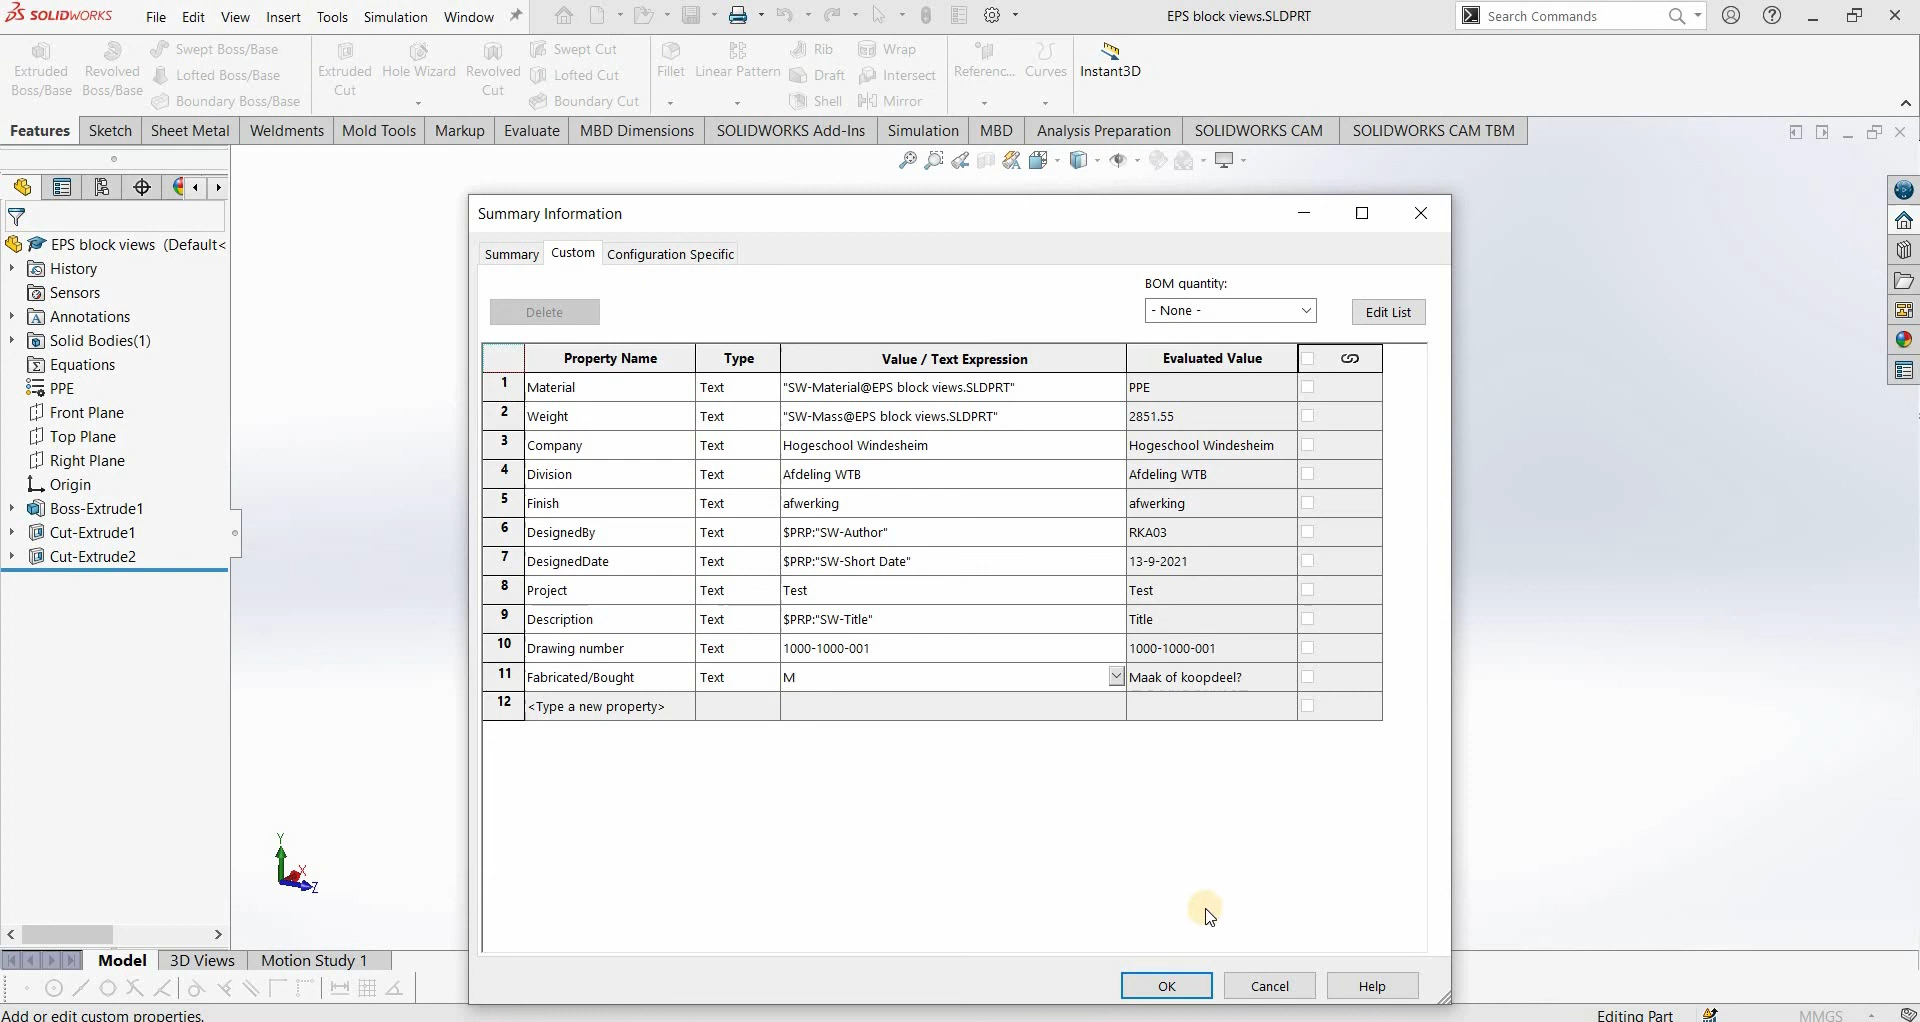 SOLIDWORKS File Edit View Insert Tools Simulation Window EPS block views.SLDPRT Search Commands
Extruded Boss/Base
Revolved Boss/Base
Swept Boss/Base
Lofted Boss/Base
Boundary Boss/Base
Extruded Cut
Hole Wizard
Revolved Cut
Swept Cut
Lofted Cut
Boundary Cut
Fillet
Linear Pattern
Rib
Draft
Shell
Wrap
Intersect
Mirror
Referenc...
Curves
Instant3D
Features Sketch Sheet Metal Weldments Mold Tools Markup Evaluate MBD Dimensions SOLIDWORKS Add-Ins Simulation MBD Analysis Preparation SOLIDWORKS CAM SOLIDWORKS CAM TBM
EPS block views (Default<
History
Sensors
Annotations
Solid Bodies(1)
Equations
PPE
Front Plane
Top Plane
Right Plane
Origin
Boss-Extrude1
Cut-Extrude1
Cut-Extrude2
Summary Information
Summary Custom Configuration Specific
BOM quantity:
Delete - None - Edit List
Property Name Type Value / Text Expression Evaluated Value
1 Material Text "SW-Material@EPS block views.SLDPRT" PPE
2 Weight Text "SW-Mass@EPS block views.SLDPRT" 2851.55
3 Company Text Hogeschool Windesheim Hogeschool Windesheim
4 Division Text Afdeling WTB Afdeling WTB
5 Finish Text afwerking afwerking
6 DesignedBy Text $PRP:"SW-Author" RKA03
7 DesignedDate Text $PRP:"SW-Short Date" 13-9-2021
8 Project Text Test Test
9 Description Text $PRP:"SW-Title" Title
10 Drawing number Text 1000-1000-001 1000-1000-001
11 Fabricated/Bought Text M Maak of koopdeel?
12 <Type a new property>
OK Cancel Help
Y
X
Z
Model 3D Views Motion Study 1
Add or edit custom properties. Editing Part MMGS